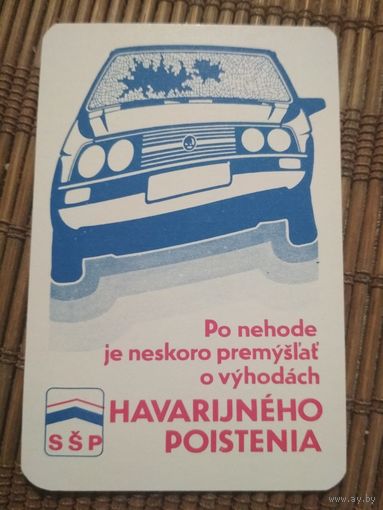 Po nehode
je neskoro premýšľať
o výhodách
HAVARIJNÉHO
POISTENIA
SŠP
www.ay.by